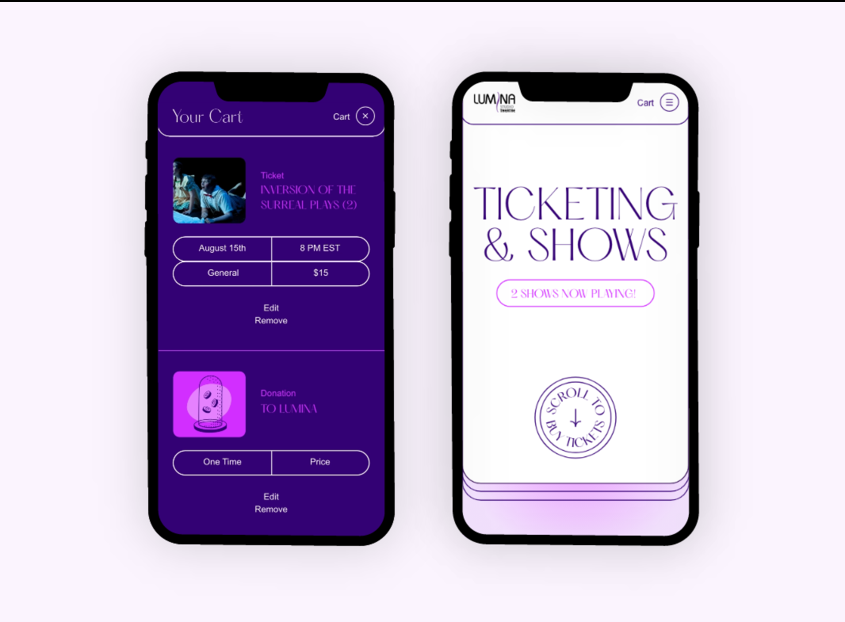 Your Cart
Cart
Ticket
INVERSION OF THE
SURREAL PLAYS (2)
August 15th
8 PM EST
General
$15
Edit
Remove
Donation
TO LUMINA
One Time
Price
Edit
Remove
LUMINA
Cart
TICKETING
& SHOWS
2 SHOWS NOW PLAYING!
SCROLL TO
BUY TICKETS